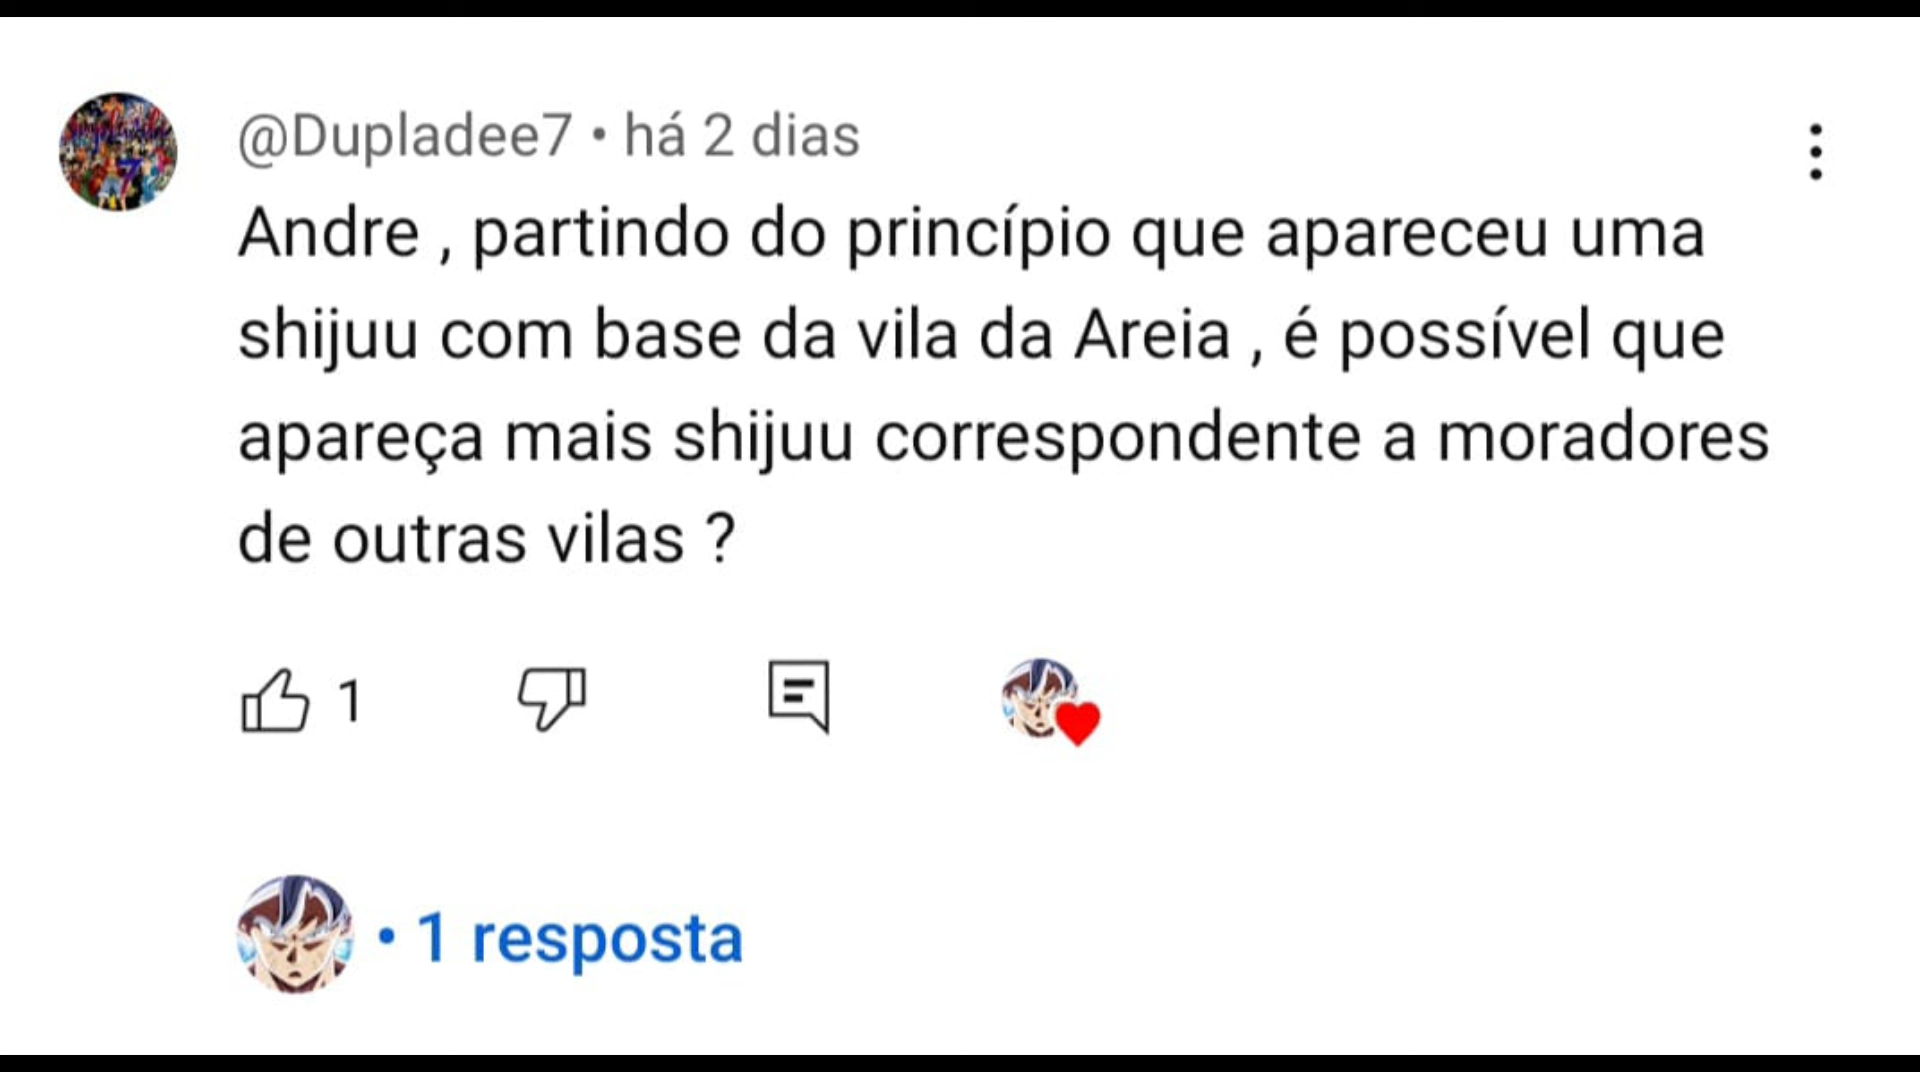 @Dupladee7 • há 2 dias
Andre , partindo do princípio que apareceu uma
shijuu com base da vila da Areia , é possível que
apareça mais shijuu correspondente a moradores
de outras vilas ?
1
• 1 resposta